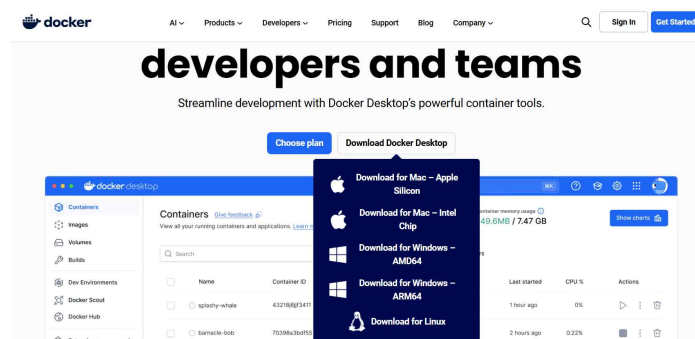 docker
AI Products Developers Pricing Support Blog Company Sign In Get Started
developers and teams
Streamline development with Docker Desktop's powerful container tools.
Choose plan Download Docker Desktop
Download for Mac – Apple
Silicon
Download for Mac – Intel
Chip
Download for Windows –
AMD64
Download for Windows –
ARM64
Download for Linux
docker desktop
Containers
Images
Volumes
Builds
Dev Environments
Docker Scout
Docker Hub
Containers Give feedback
View all your running containers and applications.
container memory usage
49.6MB / 7.47 GB
Show charts
Search
Name Container ID Last started CPU % Actions
splashy-whale 1 hour ago 0%
barnacle-bob 70398a3bdf55 2 hours ago 0.22%